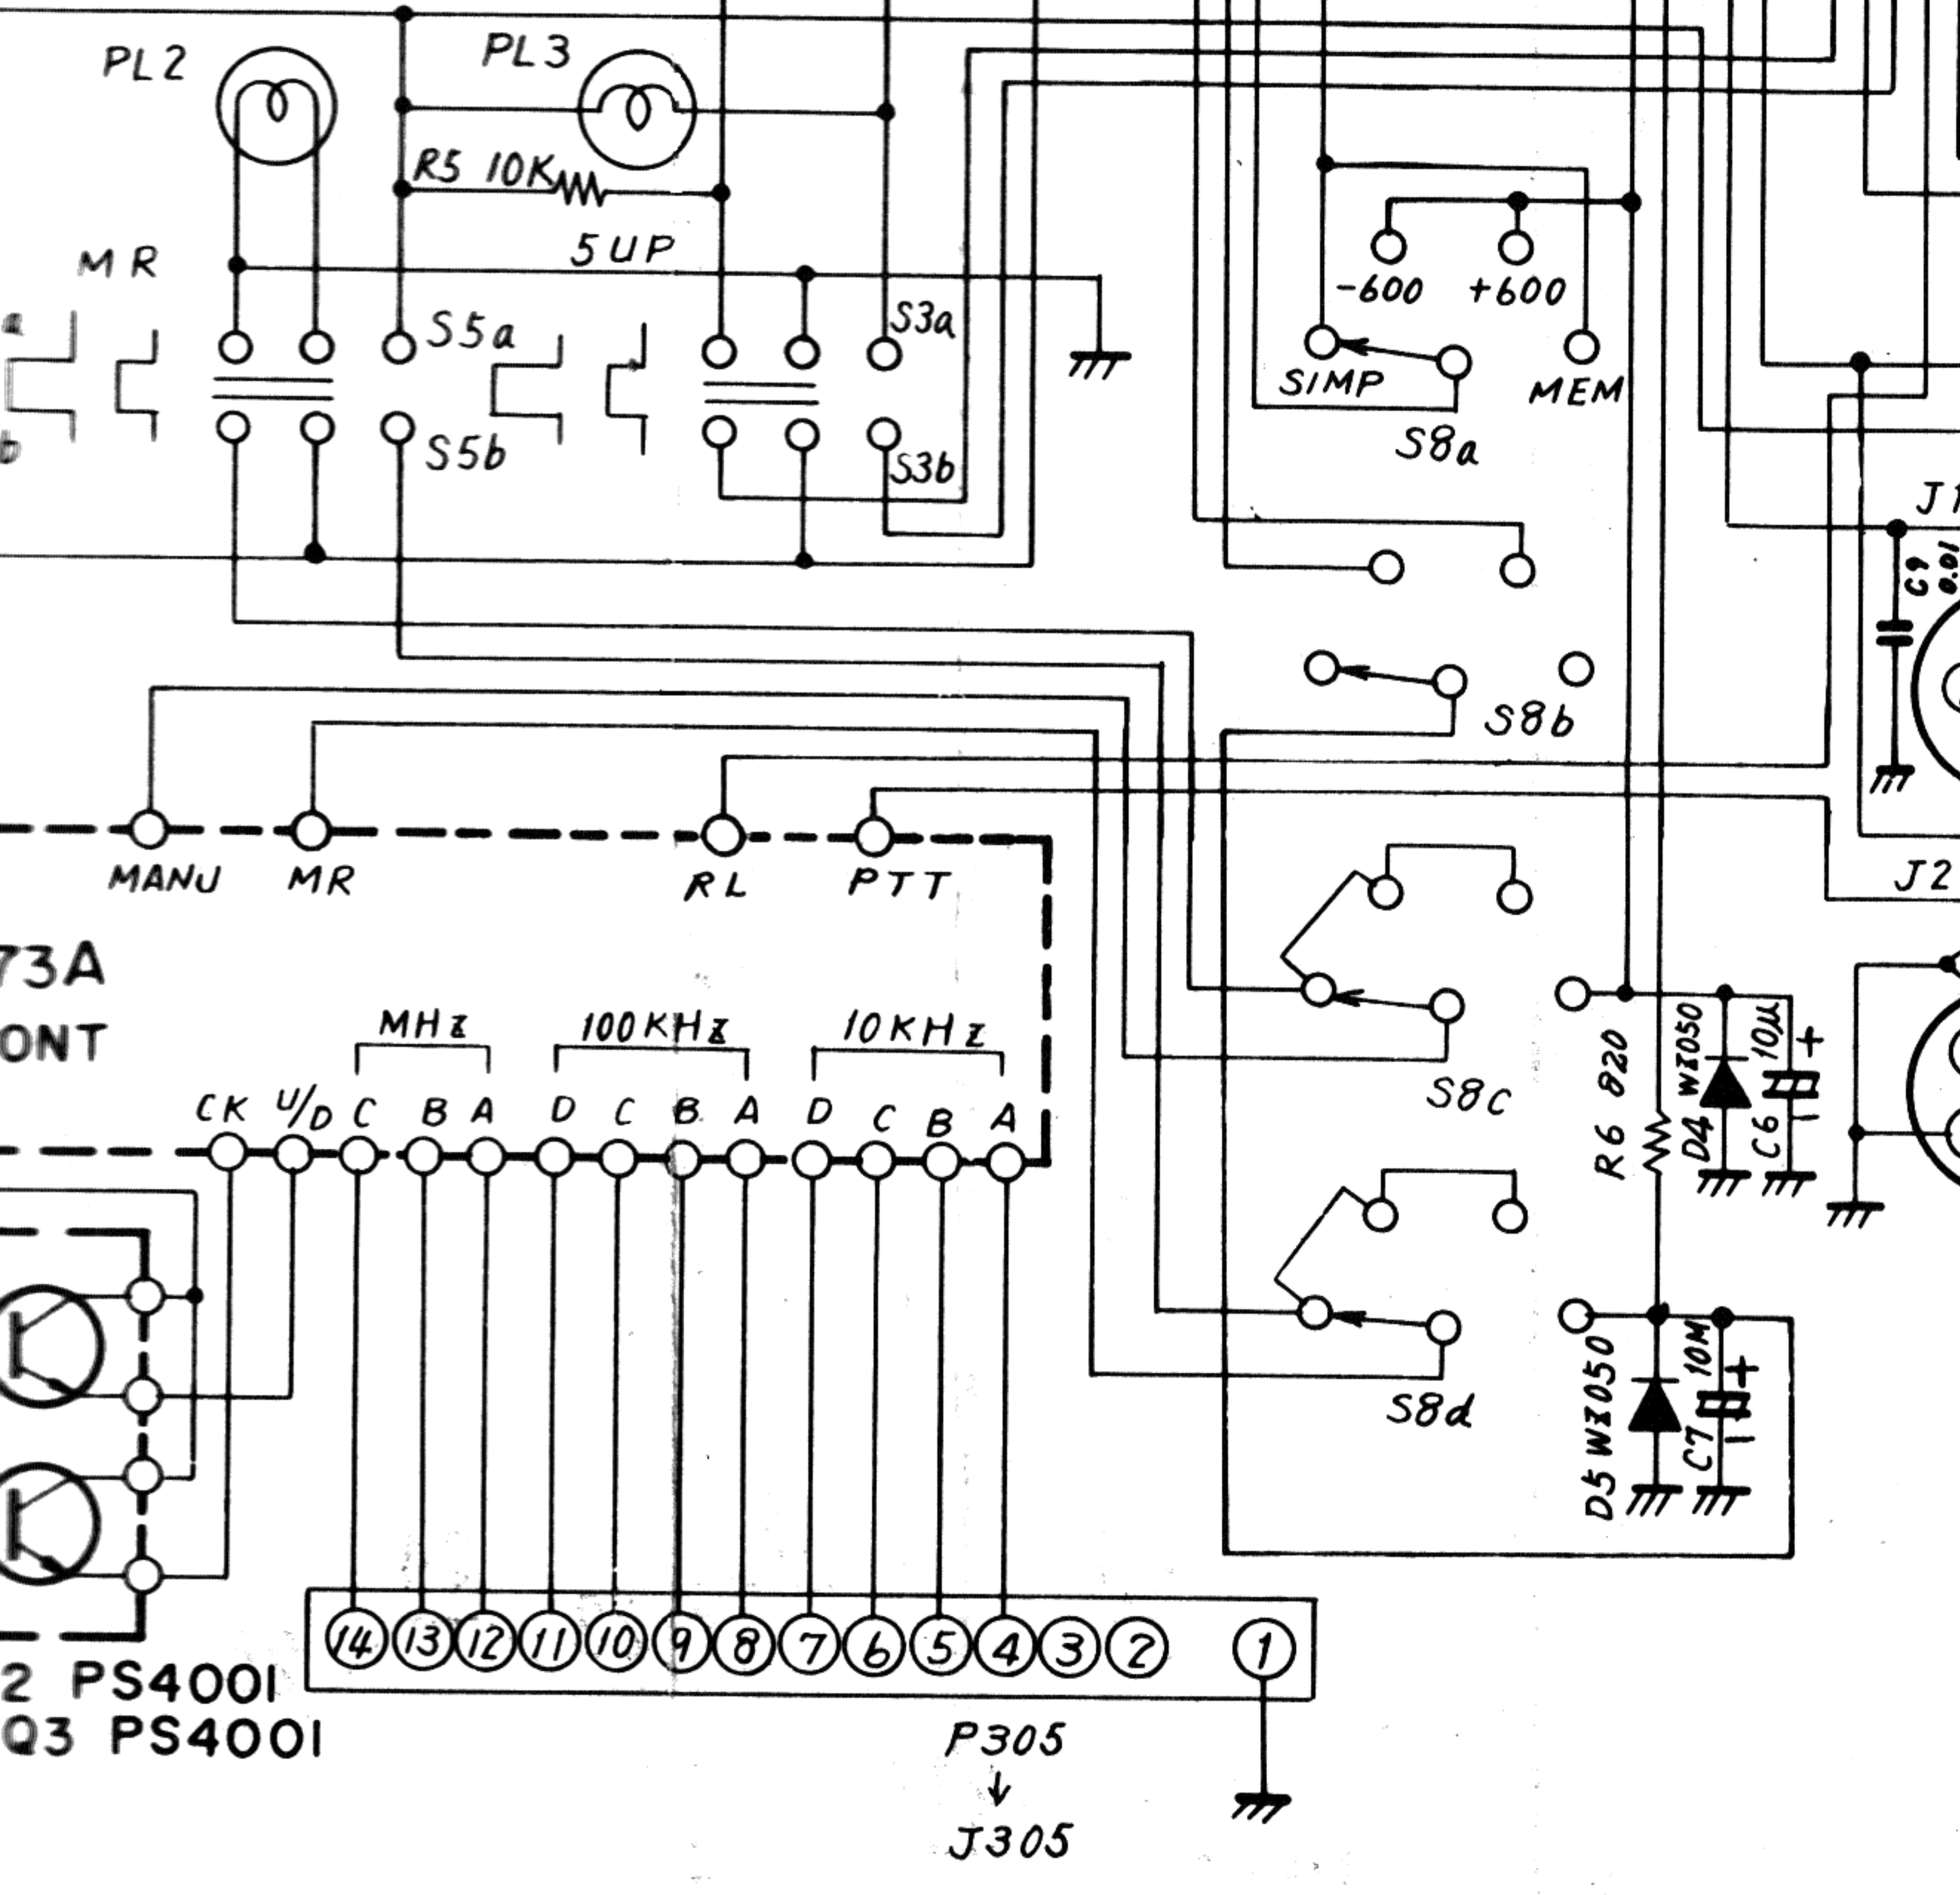 PL2
PL3
R5 10K
MR
5UP
-600 +600
a
S5a
S3a
SIMP
MEM
b
S5b
S3b
S8a
C9
0.01
S8b
MANU MR RL PTT
J2
73A
ONT
MHz 100KHz 10KHz
CK U/D C B A D C B A D C B A
S8c
R6 820
D4 WZ050
C6 10μ
+
S8d
D5 WZ050
C7 10M
+
14 13 12 11 10 9 8 7 6 5 4 3 2 1
2 PS4001
Q3 PS4001
P305
↓
J305